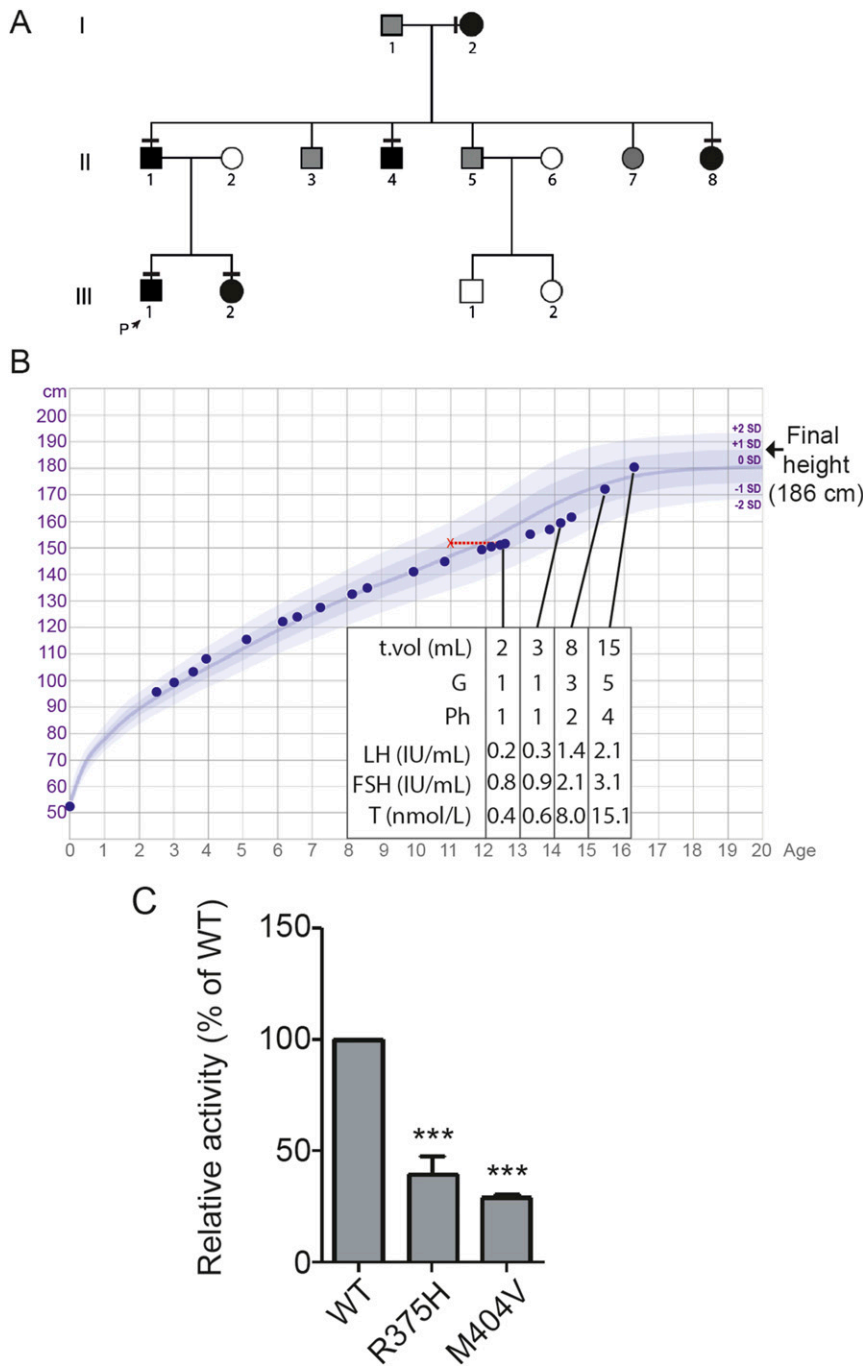 A
I
1
2
II
1
2
3
4
5
6
7
8
III
1
2
1
2
P
B
cm
200
190
180
170
160
150
140
130
120
110
100
90
80
70
60
50
+2 SD
+1 SD
0 SD
-1 SD
-2 SD
Final
height
(186 cm)
x
t.vol (mL) 2 3 8 15
G 1 1 3 5
Ph 1 1 2 4
LH (IU/mL) 0.2 0.3 1.4 2.1
FSH (IU/mL) 0.8 0.9 2.1 3.1
T (nmol/L) 0.4 0.6 8.0 15.1
0 1 2 3 4 5 6 7 8 9 10 11 12 13 14 15 16 17 18 19 20 Age
C
Relative activity (% of WT)
150
100
50
0
***
***
WT
R375H
M404V